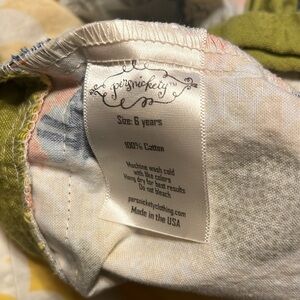 persnickety™
Size: 6 years
100% Cotton
Machine wash cold
with like colors
Hang dry for best results
Do not bleach
persnicketyclothing.com
Made in the USA